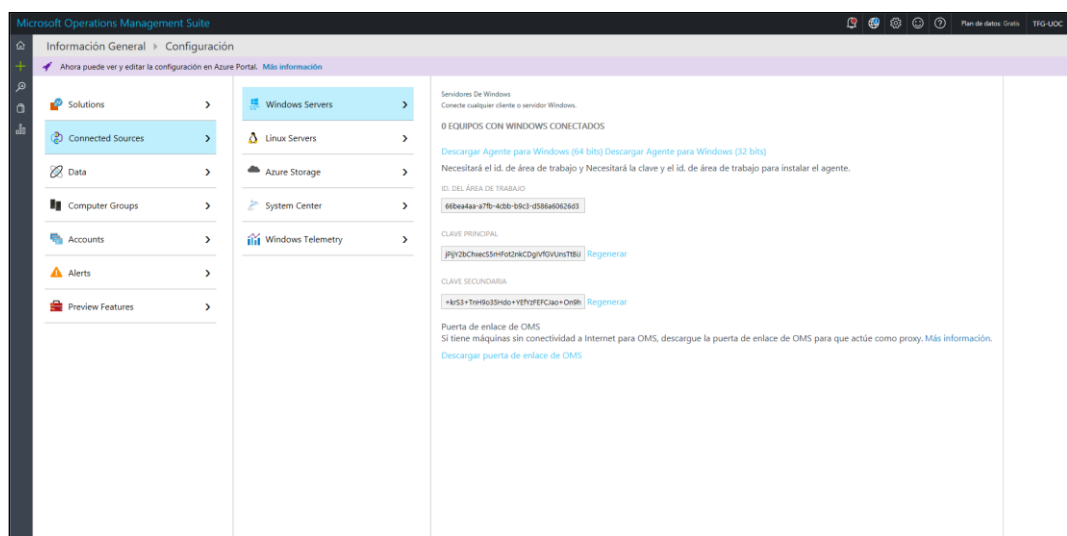 Microsoft Operations Management Suite
Plan de datos: Gratis
TFG-UOC
Información General
Configuración
Ahora puede ver y editar la configuración en Azure Portal. Más información
Solutions
Connected Sources
Data
Computer Groups
Accounts
Alerts
Preview Features
Windows Servers
Linux Servers
Azure Storage
System Center
Windows Telemetry
Servidores De Windows
Conecte cualquier cliente o servidor Windows.
0 EQUIPOS CON WINDOWS CONECTADOS
Descargar Agente para Windows (64 bits) Descargar Agente para Windows (32 bits)
Necesitará el id. de área de trabajo y Necesitará la clave y el id. de área de trabajo para instalar el agente.
ID. DEL ÁREA DE TRABAJO
66bea4aa-a7fb-4cbb-b9c3-d586a60626d3
CLAVE PRINCIPAL
Regenerar
CLAVE SECUNDARIA
Regenerar
Puerta de enlace de OMS
Si tiene máquinas sin conectividad a Internet para OMS, descargue la puerta de enlace de OMS para que actúe como proxy. Más información.
Descargar puerta de enlace de OMS